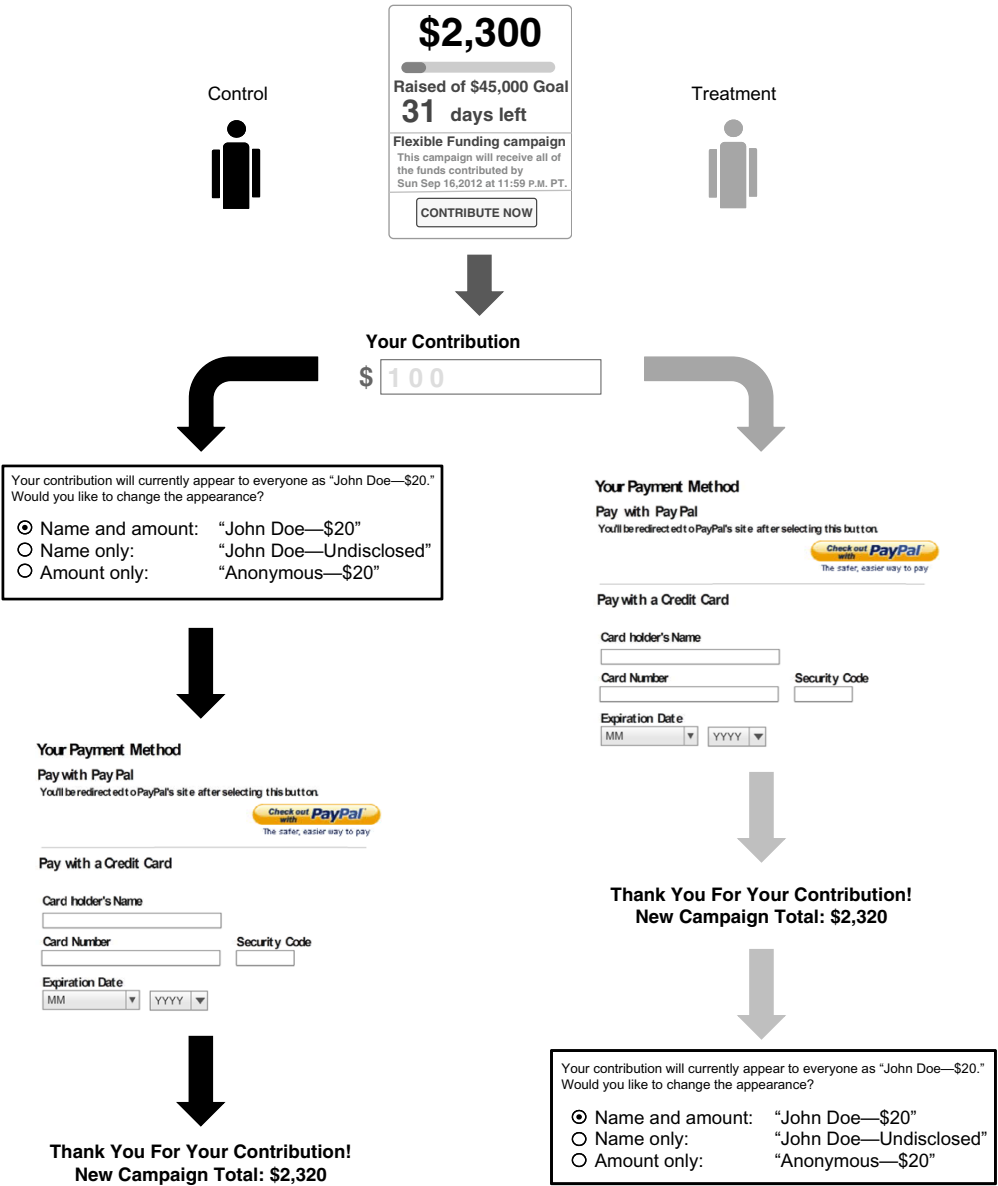 $2,300
Raised of $45,000 Goal
31 days left
Flexible Funding campaign
This campaign will receive all of
the funds contributed by
Sun Sep 16,2012 at 11:59 P.M. PT.
CONTRIBUTE NOW
Control
Treatment
Your Contribution
$ 100
Your contribution will currently appear to everyone as “John Doe—$20.”
Would you like to change the appearance?
Name and amount: “John Doe—$20”
Name only: “John Doe—Undisclosed”
Amount only: “Anonymous—$20”
Your Payment Method
Pay with PayPal
You'll be redirected to PayPal's site after selecting this button.
Check out with PayPal
The safer, easier way to pay
Pay with a Credit Card
Card holder's Name
Card Number Security Code
Expiration Date
MM YYYY
Thank You For Your Contribution!
New Campaign Total: $2,320
Your Payment Method
Pay with PayPal
You'll be redirected to PayPal's site after selecting this button.
Check out with PayPal
The safer, easier way to pay
Pay with a Credit Card
Card holder's Name
Card Number Security Code
Expiration Date
MM YYYY
Thank You For Your Contribution!
New Campaign Total: $2,320
Your contribution will currently appear to everyone as “John Doe—$20.”
Would you like to change the appearance?
Name and amount: “John Doe—$20”
Name only: “John Doe—Undisclosed”
Amount only: “Anonymous—$20”